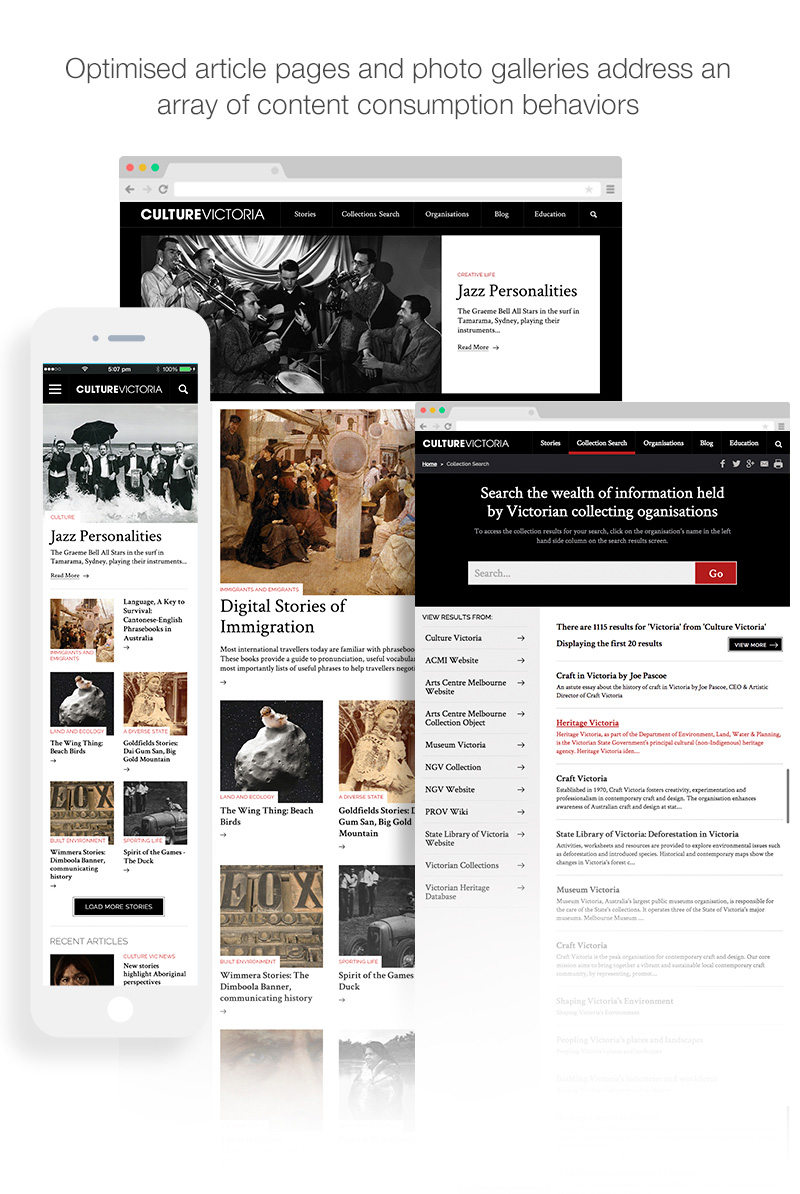 Optimised article pages and photo galleries address an
array of content consumption behaviors
CULTUREVICTORIA
Stories
Collections Search
Organisations
Blog
Education
CREATIVE LIFE
Jazz Personalities
The Graeme Bell All Stars in the surf in
Tamarama, Sydney, playing their
instruments...
Read More
IMMIGRANTS AND EMIGRANTS
Digital Stories of
Immigration
Most international travellers today are familiar with phraseboo
These books provide a guide to pronunciation, useful vocabular
most importantly lists of useful phrases to help travellers negoti
LAND AND ECOLOGY
The Wing Thing: Beach
Birds
A DIVERSE STATE
Goldfields Stories: D
Gum San, Big Gold
Mountain
BUILT ENVIRONMENT
Wimmera Stories: The
Dimboola Banner,
communicating history
SPORTING LIFE
Spirit of the Games
Duck
5:07 pm
100%
CULTUREVICTORIA
CULTURE
Jazz Personalities
The Graeme Bell All Stars in the surf in
Tamarama, Sydney, playing their instruments...
Read More
IMMIGRANTS AND
EMIGRANTS
Language, A Key to
Survival:
Cantonese-English
Phrasebooks in
Australia
LAND AND ECOLOGY
The Wing Thing:
Beach Birds
A DIVERSE STATE
Goldfields Stories:
Dai Gum San, Big
Gold Mountain
BUILT ENVIRONMENT
Wimmera Stories:
Dimboola Banner,
communicating
history
SPORTING LIFE
Spirit of the Games -
The Duck
LOAD MORE STORIES
RECENT ARTICLES
CULTURE VIC NEWS
New stories
highlight Aboriginal
perspectives
CULTUREVICTORIA
Stories
Collection Search
Organisations
Blog
Education
Home ▸ Collection Search
Search the wealth of information held
by Victorian collecting oganisations
To access the collection results for your search, click on the organisation's name in the left
hand side column on the search results screen.
Search...
Go
VIEW RESULTS FROM:
Culture Victoria
ACMI Website
Arts Centre Melbourne
Website
Arts Centre Melbourne
Collection Object
Museum Victoria
NGV Collection
NGV Website
PROV Wiki
State Library of Victoria
Website
Victorian Collections
Victorian Heritage
Database
There are 1115 results for 'Victoria' from 'Culture Victoria'
Displaying the first 20 results
VIEW MORE
Craft in Victoria by Joe Pascoe
An astute essay about the history of craft in Victoria by Joe Pascoe, CEO & Artistic
Director of Craft Victoria
Heritage Victoria
Heritage Victoria, as part of the Department of Environment, Land, Water & Planning,
is the Victorian State Government's principal cultural (non-Indigenous) heritage
agency. Heritage Victoria iden...
Craft Victoria
Established in 1970, Craft Victoria fosters creativity, experimentation and
professionalism in contemporary craft and design. The organisation enhances
awareness of Australian craft and design at stat...
State Library of Victoria: Deforestation in Victoria
Activities, worksheets and resources are provided to explore environmental issues such
as deforestation and introduced species. Historical and contemporary maps show the
changes in Victoria's forest c...
Museum Victoria
Museum Victoria, Australia's largest public museums organisation, is responsible for
the care of the State's collections. It operates three of the State of Victoria's major
museums. Melbourne Museum ....
Craft Victoria
Craft Victoria is the peak organisation for contemporary craft and design. Our core
mission aims to bring together a vibrant and sustainable local contemporary craft
community, by representing, promot...
Shaping Victoria's Environment
Shaping Victoria's Environment
Peopling Victoria's places and landscapes